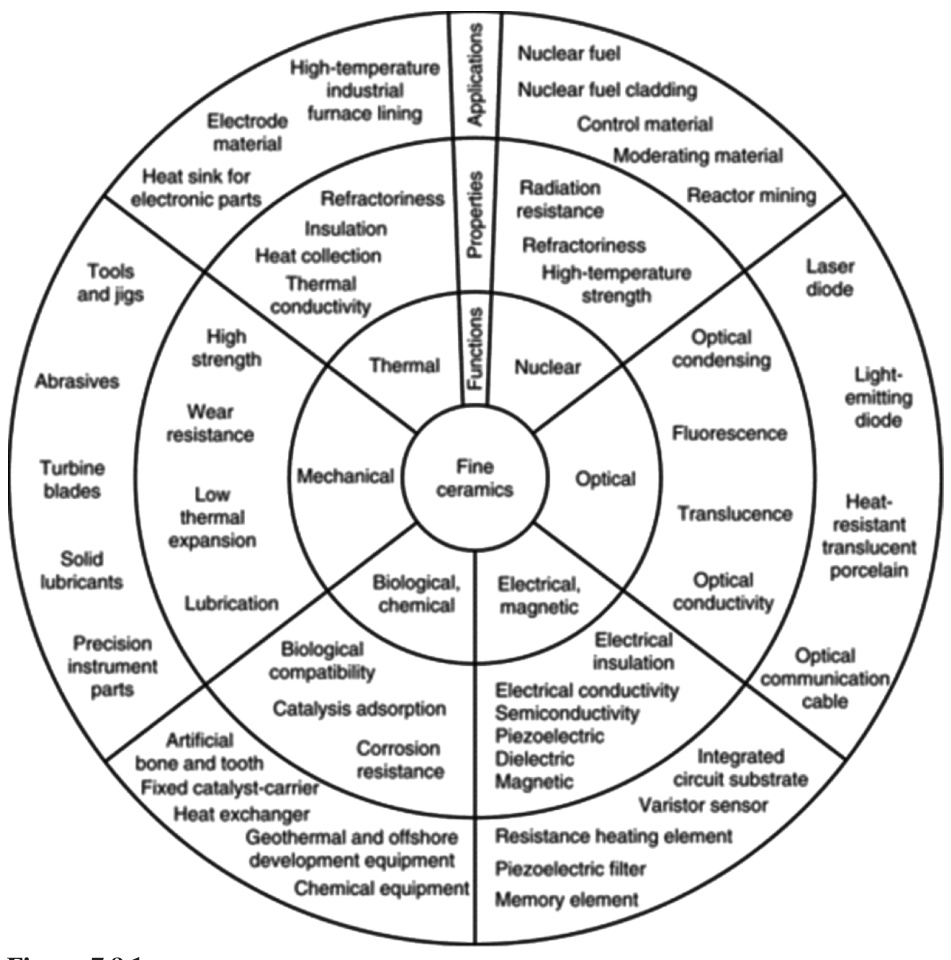 Applications
Properties
Functions
Fine
ceramics
Thermal
Refractoriness
Insulation
Heat collection
Thermal
conductivity
High-temperature
industrial
furnace lining
Electrode
material
Heat sink for
electronic parts
Nuclear
Radiation
resistance
Refractoriness
High-temperature
strength
Nuclear fuel
Nuclear fuel cladding
Control material
Moderating material
Reactor mining
Optical
Optical
condensing
Fluorescence
Translucence
Optical
conductivity
Laser
diode
Light-
emitting
diode
Heat-
resistant
translucent
porcelain
Optical
communication
cable
Electrical,
magnetic
Electrical
insulation
Electrical conductivity
Semiconductivity
Piezoelectric
Dielectric
Magnetic
Integrated
circuit substrate
Varistor sensor
Resistance heating element
Piezoelectric filter
Memory element
Biological,
chemical
Biological
compatibility
Catalysis adsorption
Corrosion
resistance
Artificial
bone and tooth
Fixed catalyst-carrier
Heat exchanger
Geothermal and offshore
development equipment
Chemical equipment
Mechanical
High
strength
Wear
resistance
Low
thermal
expansion
Lubrication
Tools
and jigs
Abrasives
Turbine
blades
Solid
lubricants
Precision
instrument
parts